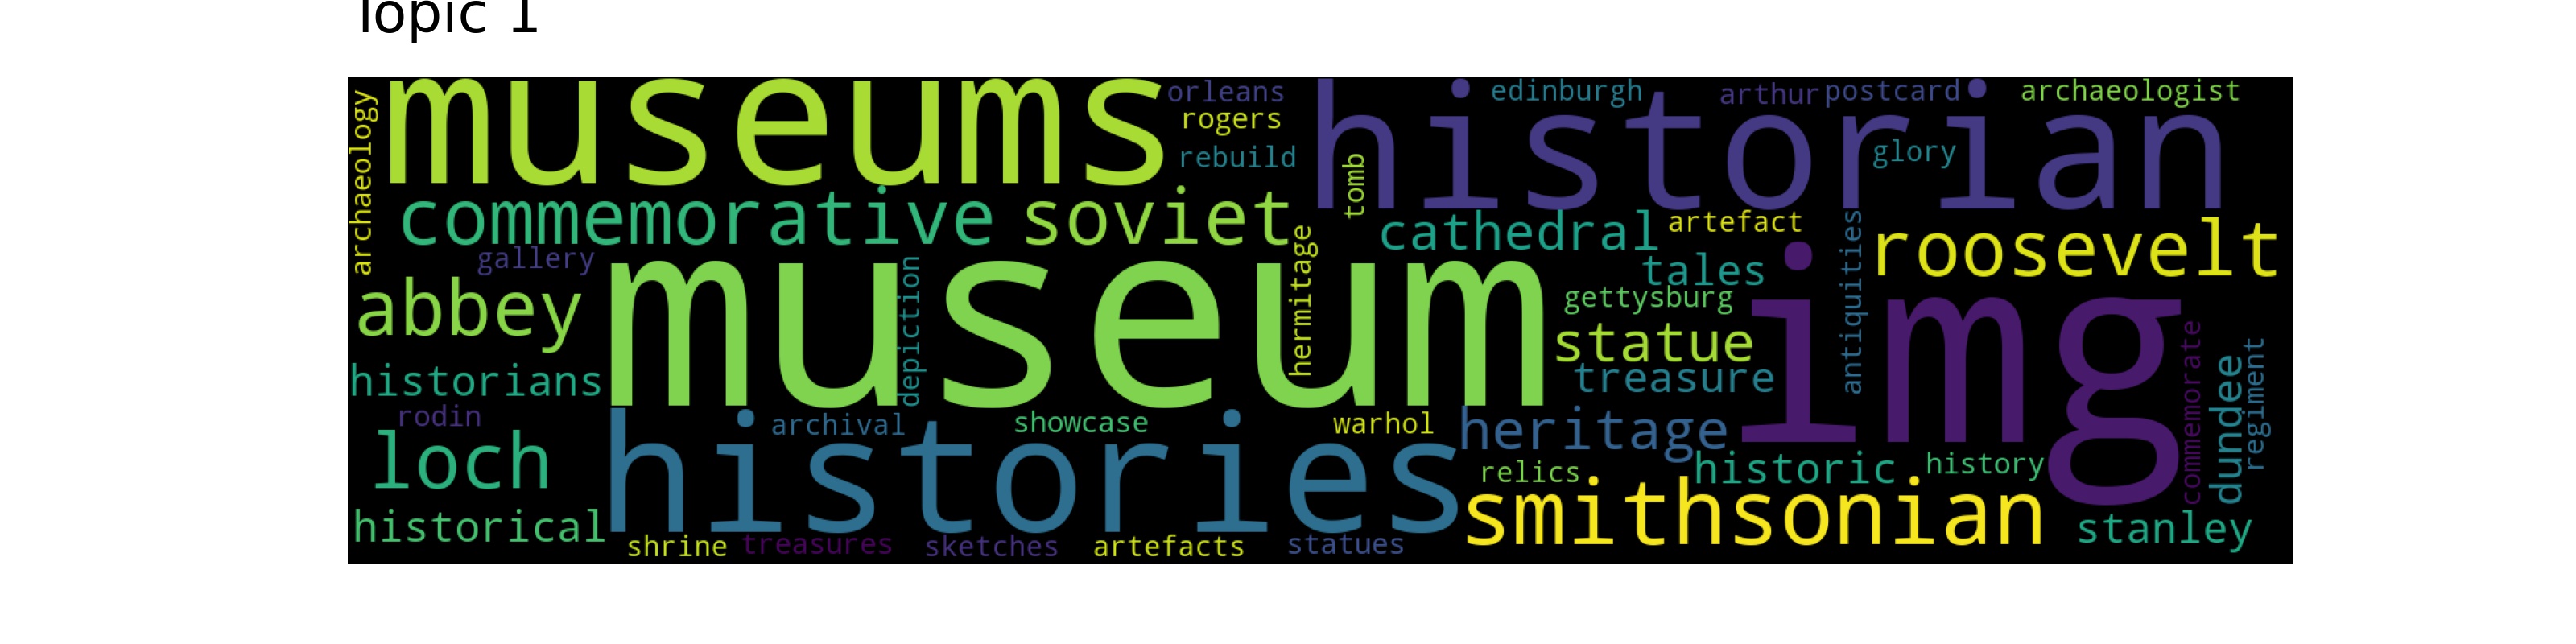 Topic 1
museums
orleans
historian
edinburgh
arthur
postcard
archaeologist
archaeology
rogers
rebuild
tomb
glory
commemorative
soviet
cathedral
artefact
antiquities
roosevelt
gallery
hermitage
tales
abbey
museum
depiction
gettysburg
img
statue
treasure
historians
commemorate
dundee
regiment
rodin
archival
showcase
warhol
heritage
loch
histories
relics
historic
history
historical
smithsonian
stanley
shrine
treasures
sketches
artefacts
statues